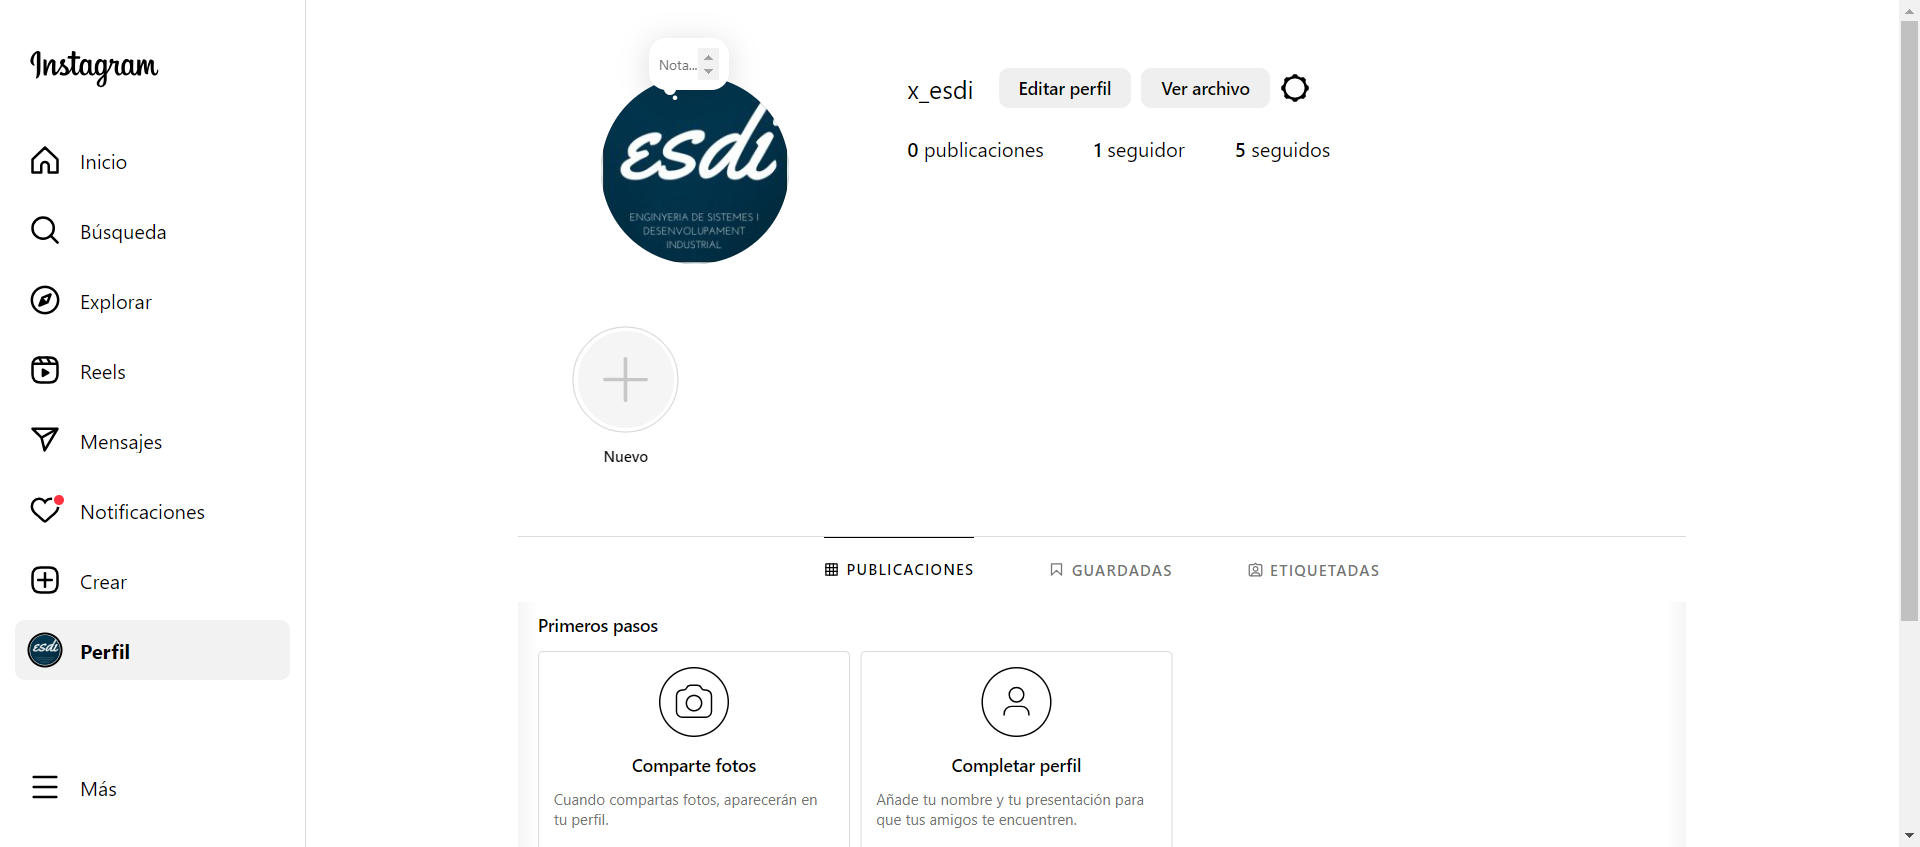 Instagram
Inicio
Búsqueda
Explorar
Reels
Mensajes
Notificaciones
Crear
Perfil
Más
Nota...
esdi
ENGINYERIA DE SISTEMES I
DESENVOLUPAMENT
INDUSTRIAL
x_esdi
Editar perfil
Ver archivo
0 publicaciones
1 seguidor
5 seguidos
Nuevo
PUBLICACIONES
GUARDADAS
ETIQUETADAS
Primeros pasos
Comparte fotos
Cuando compartas fotos, aparecerán en
tu perfil.
Completar perfil
Añade tu nombre y tu presentación para
que tus amigos te encuentren.